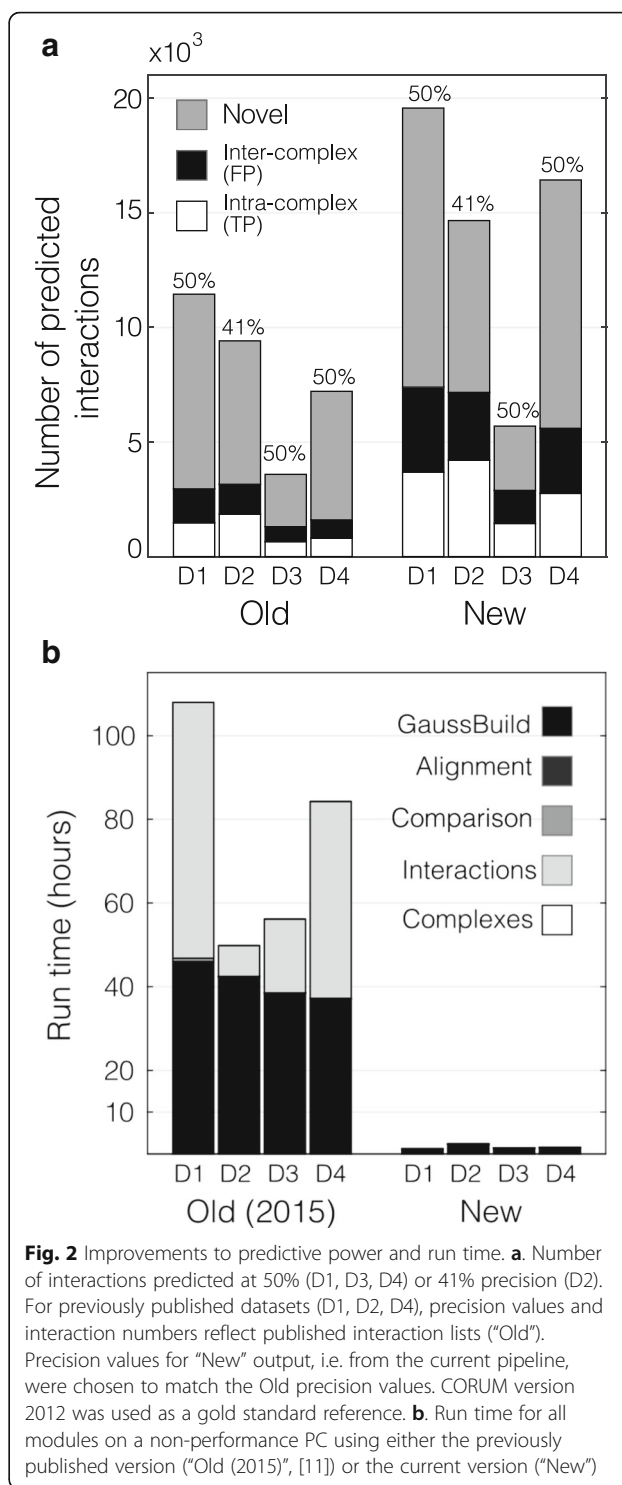 a
x10³
20
15
10
5
0
Number of predicted
interactions
Novel
Inter-complex
(FP)
Intra-complex
(TP)
50%
41%
50%
50%
50%
41%
50%
50%
D1 D2 D3 D4 D1 D2 D3 D4
Old New
b
100
80
60
40
20
10
Run time (hours)
GaussBuild
Alignment
Comparison
Interactions
Complexes
D1 D2 D3 D4 D1 D2 D3 D4
Old (2015) New
Fig. 2 Improvements to predictive power and run time. a. Number
of interactions predicted at 50% (D1, D3, D4) or 41% precision (D2).
For previously published datasets (D1, D2, D4), precision values and
interaction numbers reflect published interaction lists (“Old”).
Precision values for “New” output, i.e. from the current pipeline,
were chosen to match the Old precision values. CORUM version
2012 was used as a gold standard reference. b. Run time for all
modules on a non-performance PC using either the previously
published version (“Old (2015)”, [11]) or the current version (“New”)